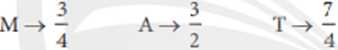 M → 3/4 A → 3/2 T → 7/4